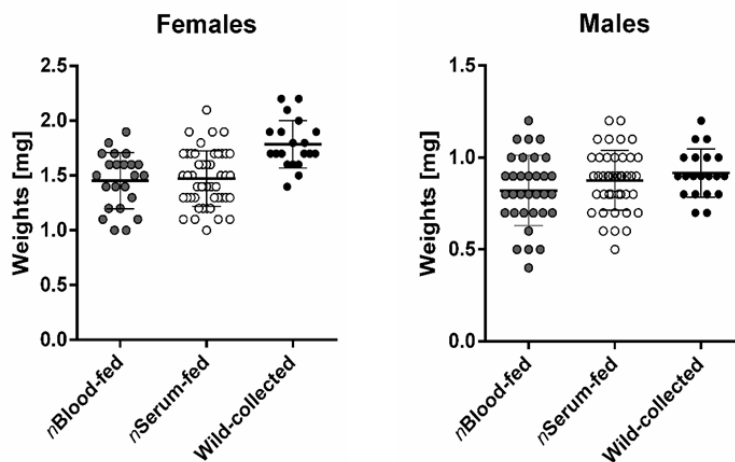 Females
Weights [mg]
2.5
2.0
1.5
1.0
0.5
0.0
nBlood-fed
nSerum-fed
Wild-collected
Males
Weights [mg]
1.5
1.0
0.5
0.0
nBlood-fed
nSerum-fed
Wild-collected